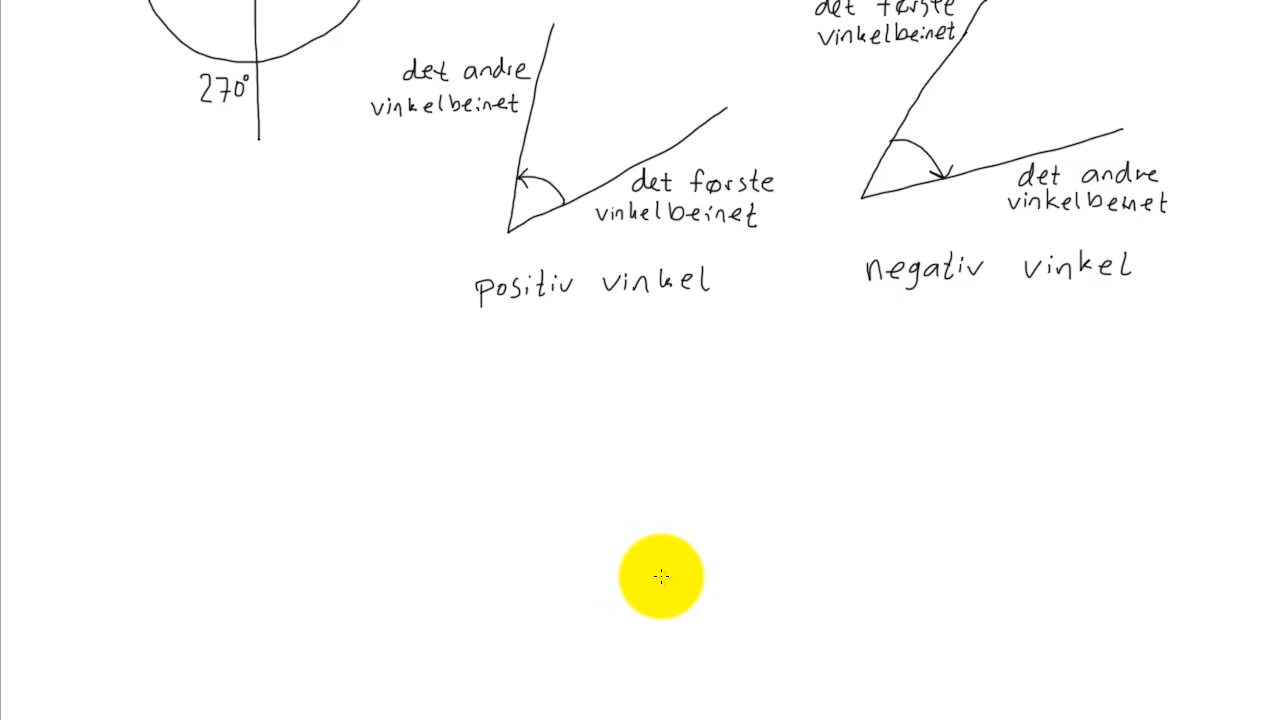 270°
det andre
vinkelbeinet
det første
vinkelbeinet
positiv vinkel
det første
vinkelbeinet
det andre
vinkelbeinet
negativ vinkel